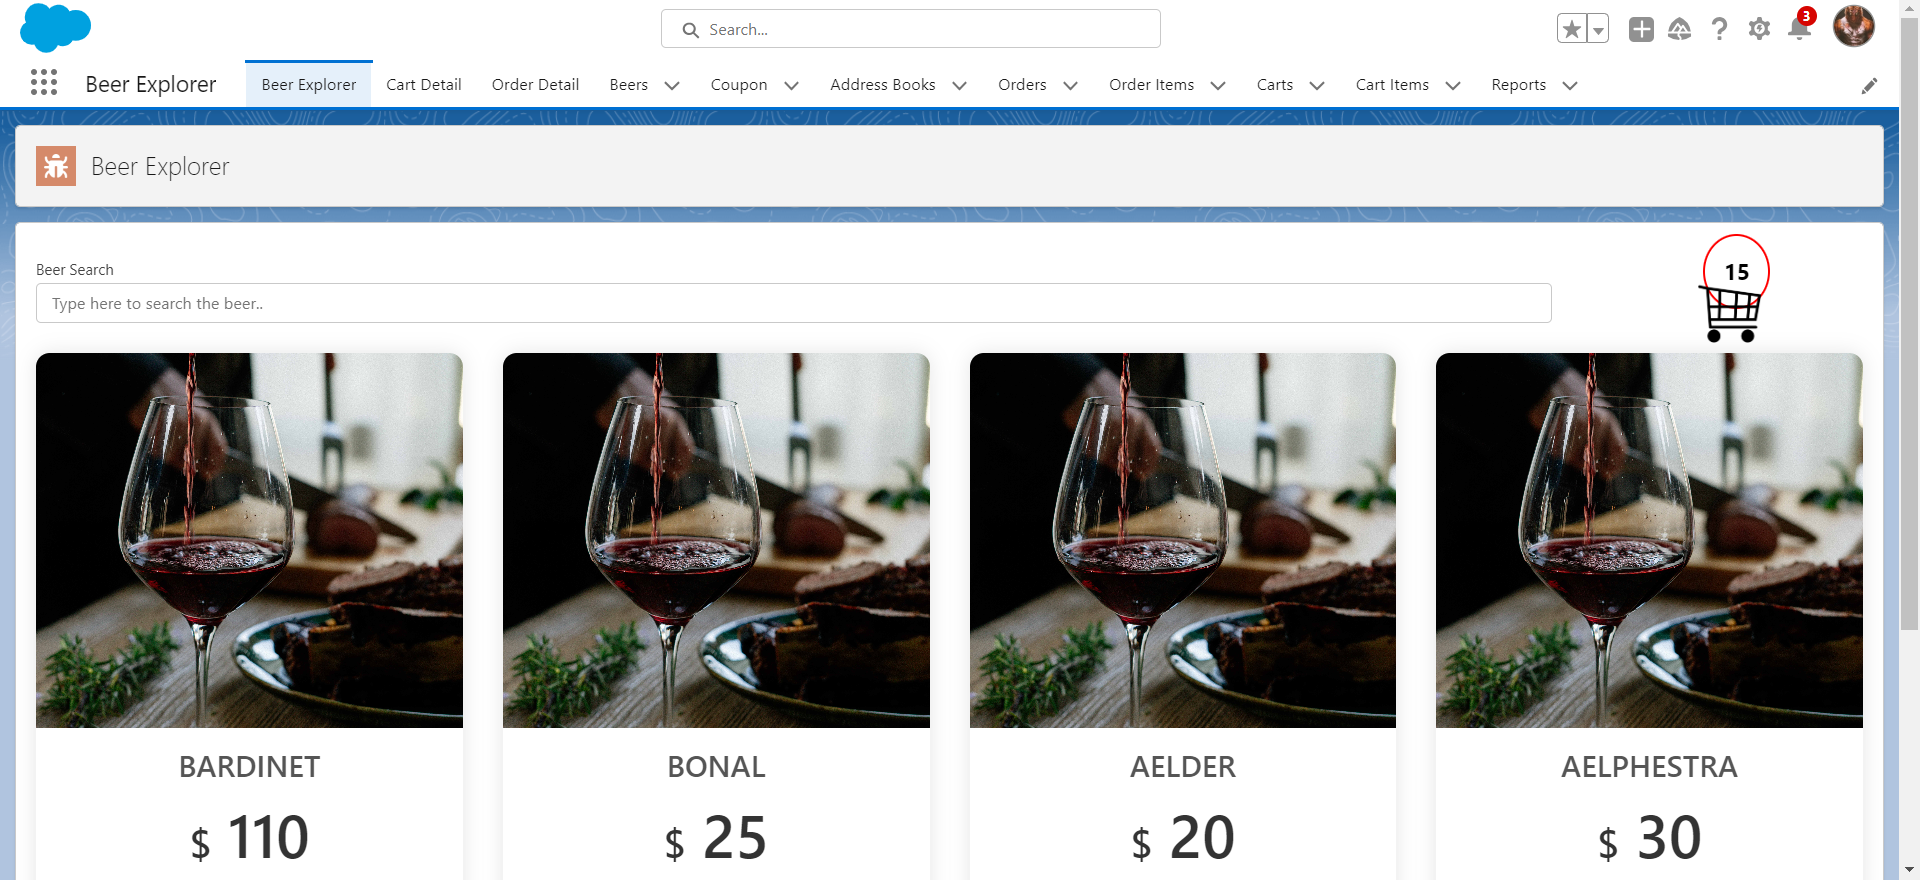 Search...
3
Beer Explorer
Beer Explorer
Cart Detail
Order Detail
Beers
Coupon
Address Books
Orders
Order Items
Carts
Cart Items
Reports
Beer Explorer
Beer Search
Type here to search the beer..
15
BARDINET
$ 110
BONAL
$ 25
AELDER
$ 20
AELPHESTRA
$ 30